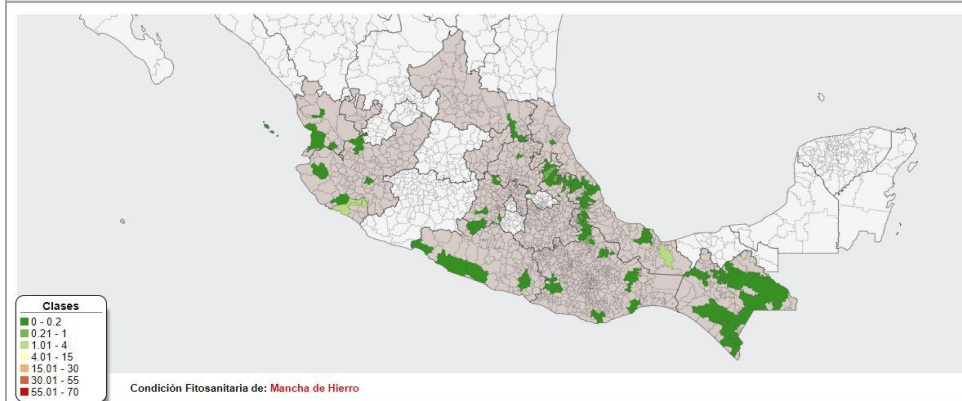 Clases
0 - 0.2
0.21 - 1
1.01 - 4
4.01 - 15
15.01 - 30
30.01 - 55
55.01 - 70
Condición Fitosanitaria de: Mancha de Hierro